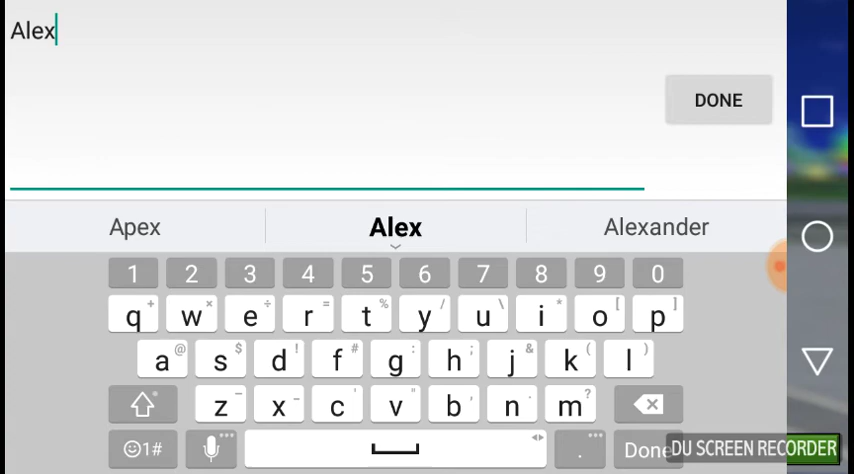 Alex
DONE
Apex Alex Alexander
1 2 3 4 5 6 7 8 9 0
q + w × e ÷ r = t % y / u \ i * o [ p ]
a @ s $ d ! f # g : h ; j & k ( l )
z _ x - c ' v " b , n . m ?
☺1# . Done DU SCREEN RECORDER